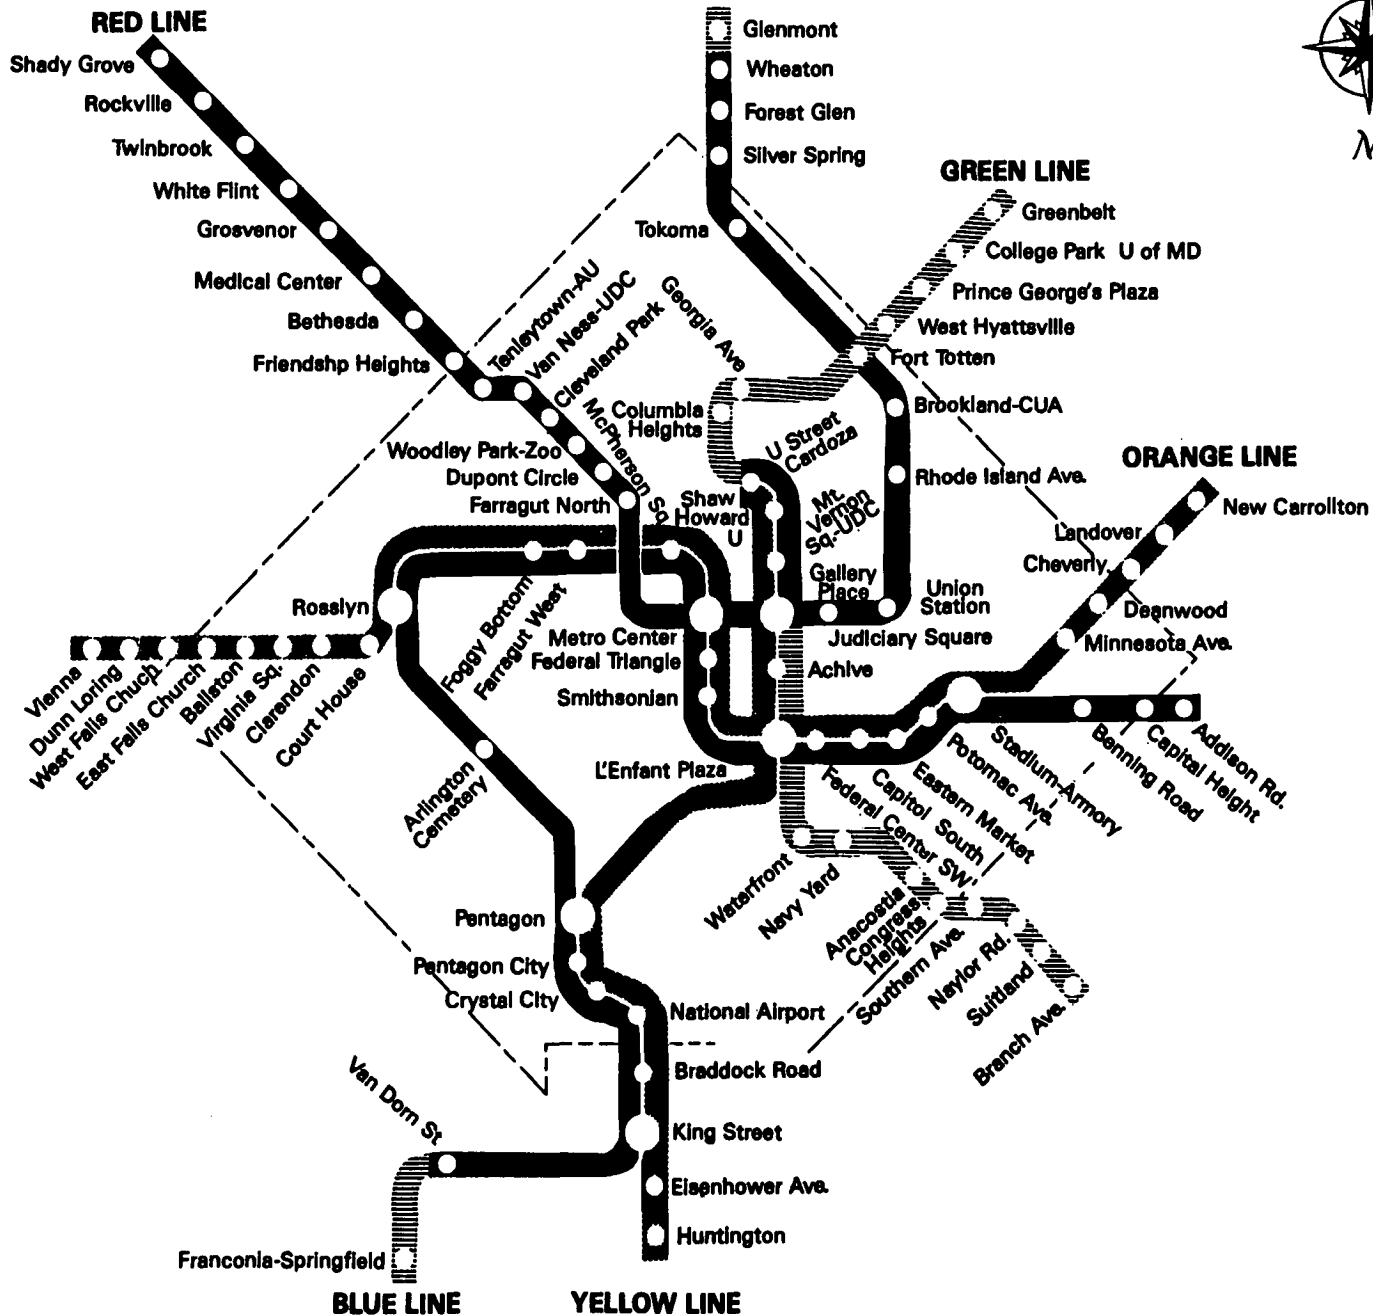 RED LINE
Shady Grove
Rockville
Twinbrook
White Flint
Grosvenor
Medical Center
Bethesda
Friendshp Heights
Tenleytown-AU
Van Ness-UDC
Cleveland Park
Woodley Park-Zoo
Dupont Circle
Farragut North
McPherson Sq.
Glenmont
Wheaton
Forest Glen
Silver Spring
Tokoma
GREEN LINE
Greenbelt
College Park U of MD
Prince George's Plaza
West Hyattsville
Fort Totten
Georgia Ave
Columbia
Heights
U Street
Cardoza
Shaw
Howard
U
Mt.
Vernon
Sq.-UDC
Brookland-CUA
Rhode Island Ave.
ORANGE LINE
New Carrollton
Landover
Cheverly
Deanwood
Minnesota Ave.
Gallery
Place
Union
Station
Judiciary Square
Rosslyn
Foggy Bottom
Farragut West
Metro Center
Federal Triangle
Smithsonian
Achive
L'Enfant Plaza
Vienna
Dunn Loring
West Falls Chucp.
East Falls Church
Ballston
Virginia Sq.
Clarendon
Court House
Arlington
Cemetery
Federal Center SW
Capitol South
Eastern Market
Potomac Ave.
Stadium-Armory
Benning Road
Capital Height
Addison Rd.
Waterfront
Navy Yard
Anacostia
Congress
Heights
Southern Ave.
Naylor Rd.
Suitland
Branch Ave.
Pentagon
Pentagon City
Crystal City
National Airport
Braddock Road
King Street
Eisenhower Ave.
Huntington
Van Dorn St
Franconia-Springfield
BLUE LINE
YELLOW LINE